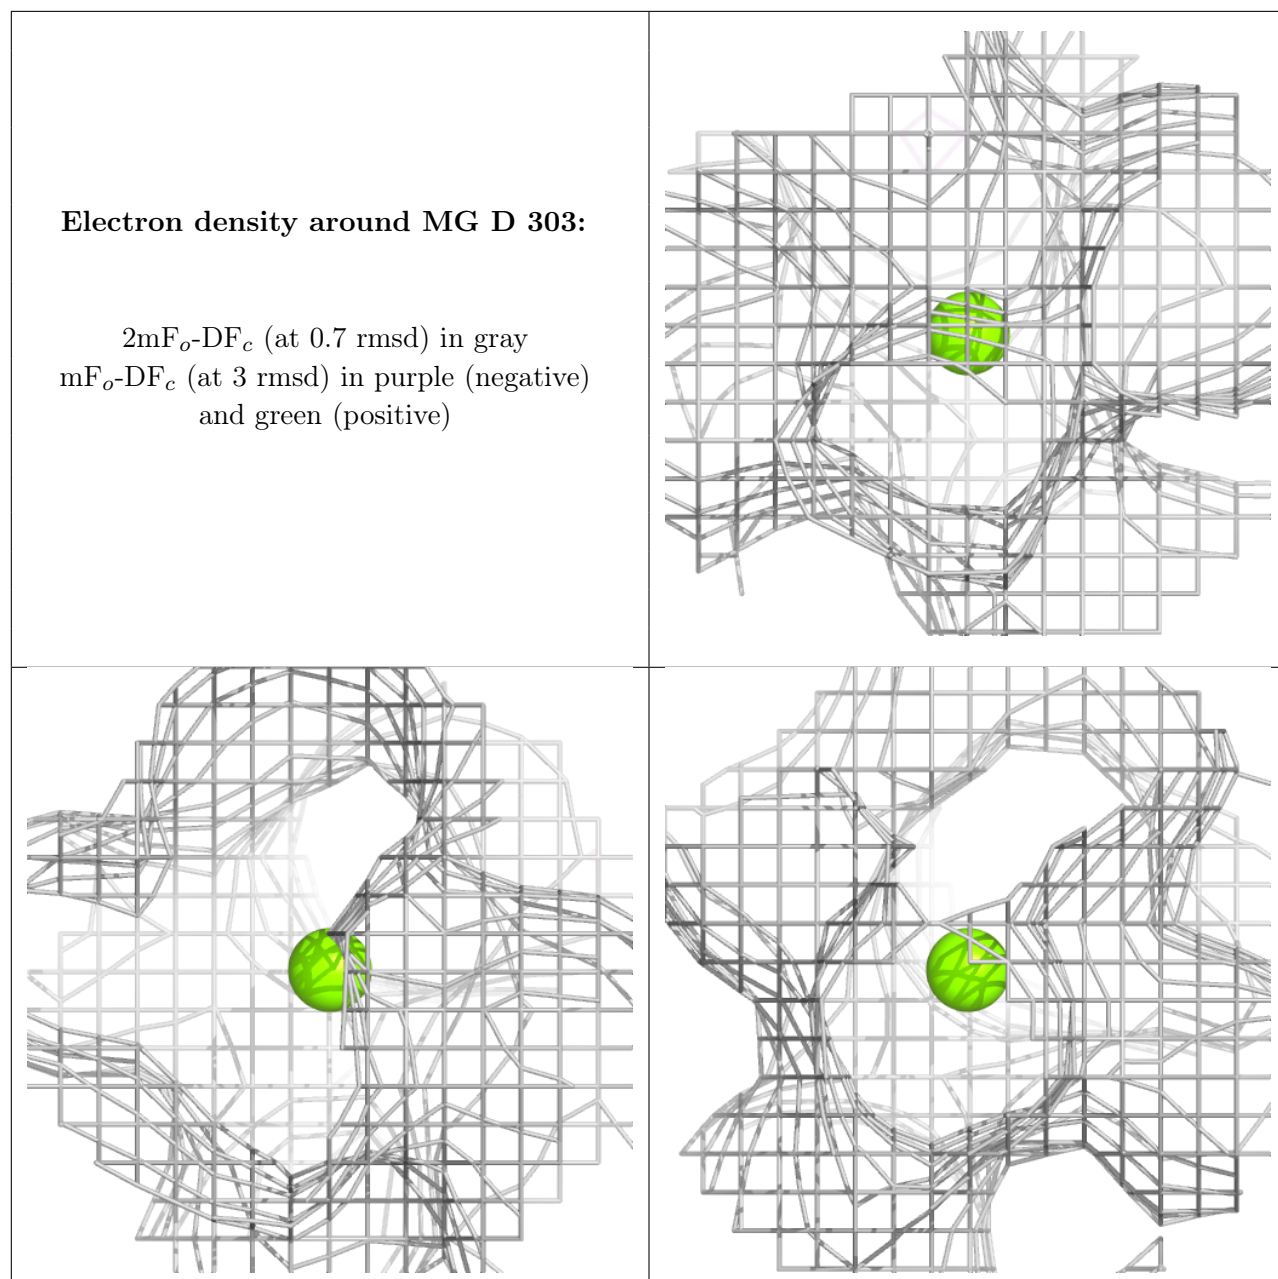 Electron density around MG D 303:
2mFo-DFc (at 0.7 rmsd) in gray
mFo-DFc (at 3 rmsd) in purple (negative)
and green (positive)